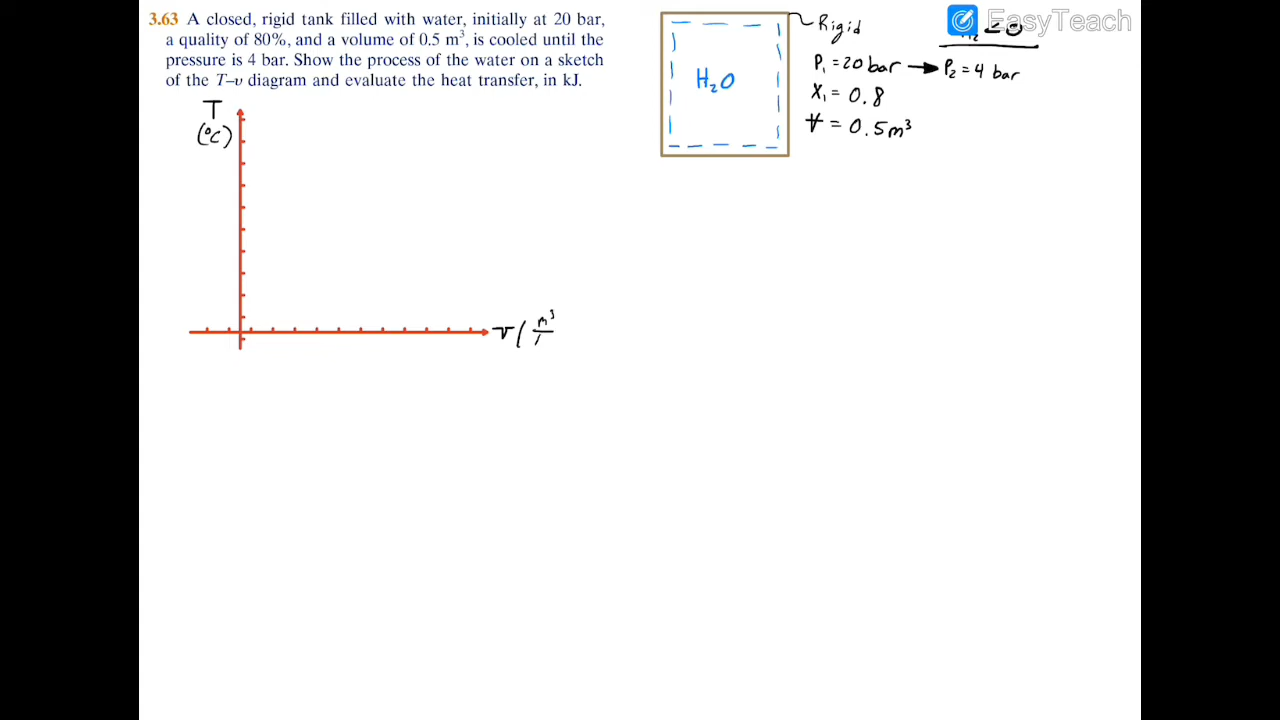 3.63 A closed, rigid tank filled with water, initially at 20 bar,
a quality of 80%, and a volume of 0.5 m³, is cooled until the
pressure is 4 bar. Show the process of the water on a sketch
of the T–v diagram and evaluate the heat transfer, in kJ.
T
(°C)
v ( m³
H₂O
Rigid
P₁ = 20 bar → P₂ = 4 bar
x₁ = 0.8
V = 0.5 m³
EasyTeach